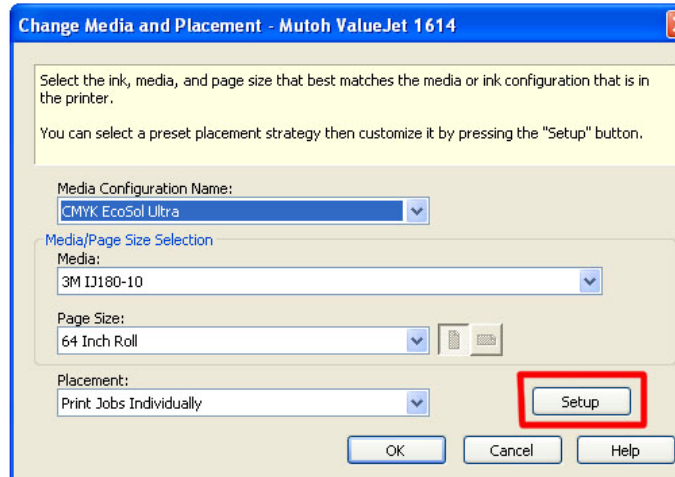 Change Media and Placement - Mutoh ValueJet 1614
Select the ink, media, and page size that best matches the media or ink configuration that is in
the printer.
You can select a preset placement strategy then customize it by pressing the "Setup" button.
Media Configuration Name:
CMYK EcoSol Ultra
Media/Page Size Selection
Media:
3M IJ180-10
Page Size:
64 Inch Roll
Placement:
Print Jobs Individually
Setup
OK
Cancel
Help